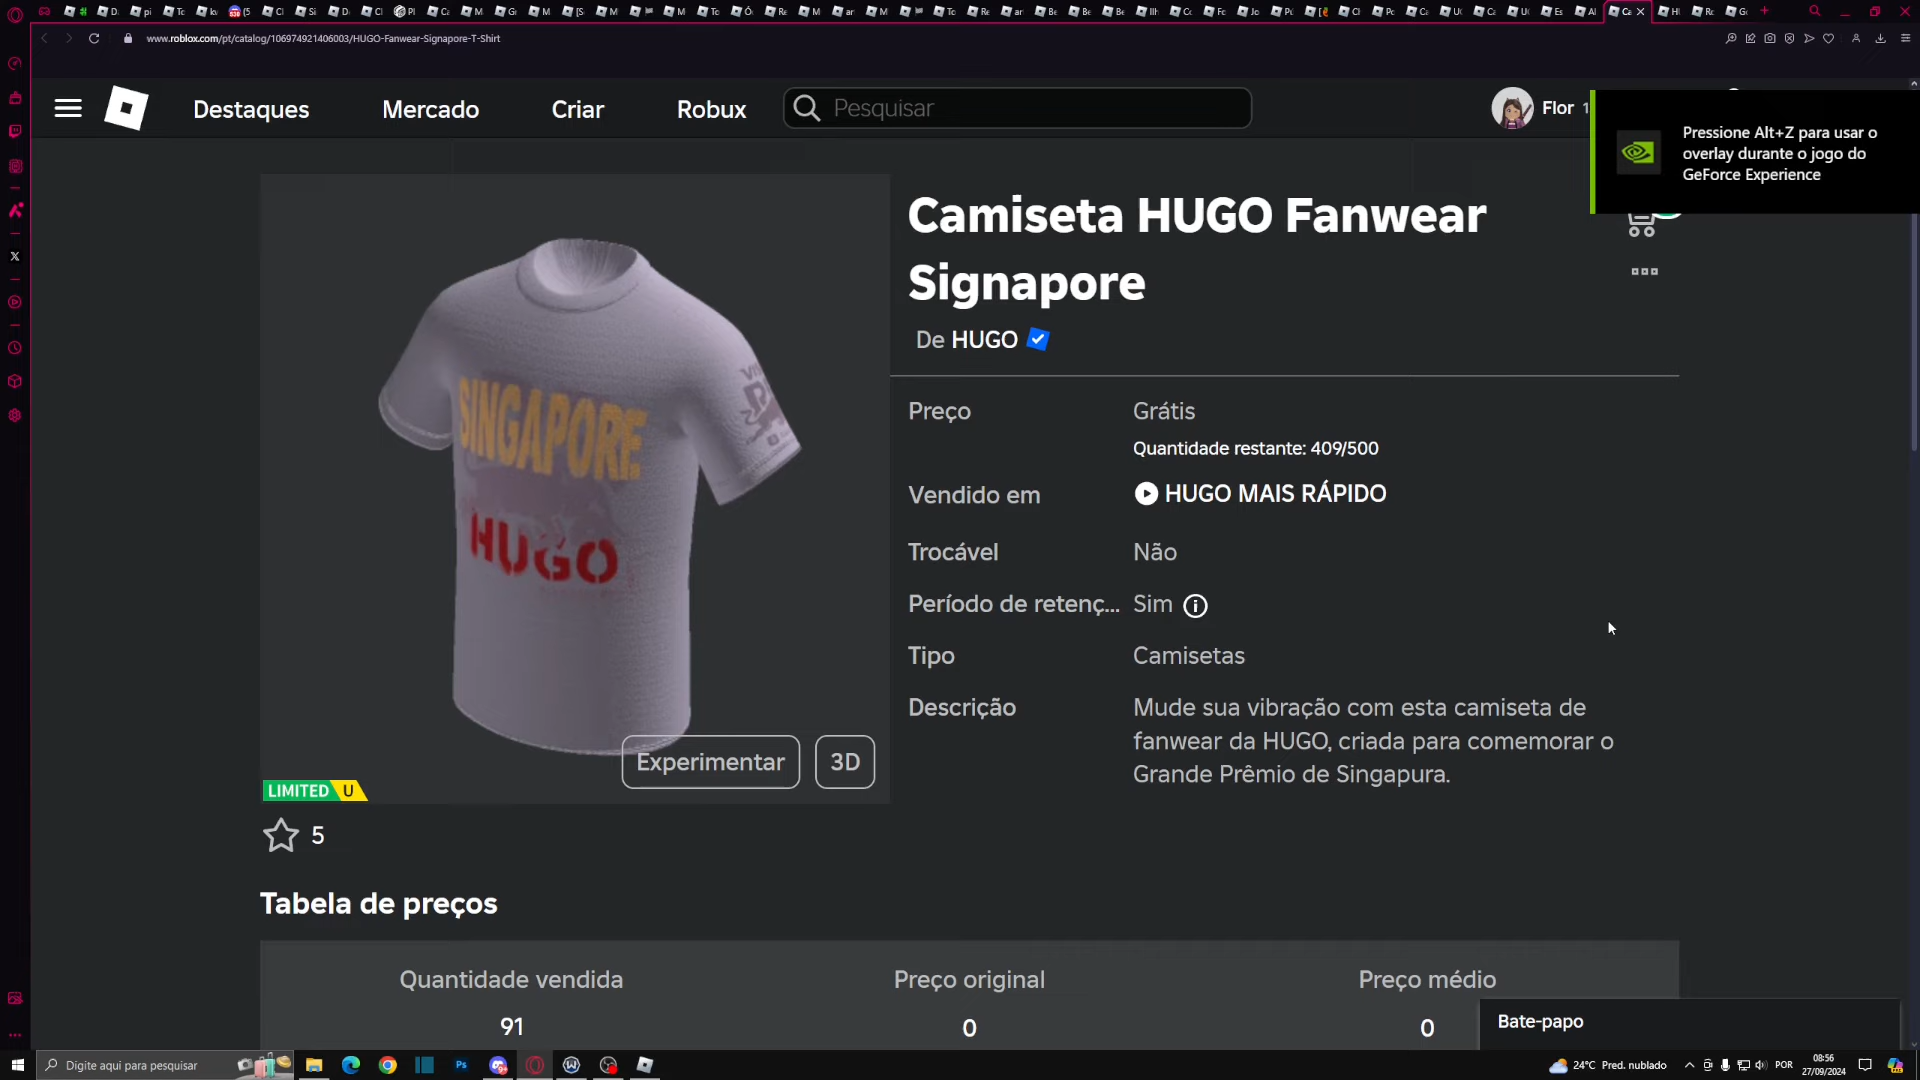 www.roblox.com/pt/catalog/106974921406003/HUGO-Fanwear-Signapore-T-Shirt
Destaques
Mercado
Criar
Robux
Pesquisar
Flor
Pressione Alt+Z para usar o
overlay durante o jogo do
GeForce Experience
Camiseta HUGO Fanwear
Signapore
De HUGO
SINGAPORE
HUGO
Preço
Grátis
Quantidade restante: 409/500
Vendido em
HUGO MAIS RÁPIDO
Trocável
Não
Período de retenç...
Sim
Tipo
Camisetas
Descrição
Mude sua vibração com esta camiseta de
fanwear da HUGO, criada para comemorar o
Grande Prêmio de Singapura.
Experimentar
3D
LIMITED U
5
Tabela de preços
Quantidade vendida
91
Preço original
0
Preço médio
0
Bate-papo
Digite aqui para pesquisar
24°C Pred. nublado
POR
08:56
27/09/2024